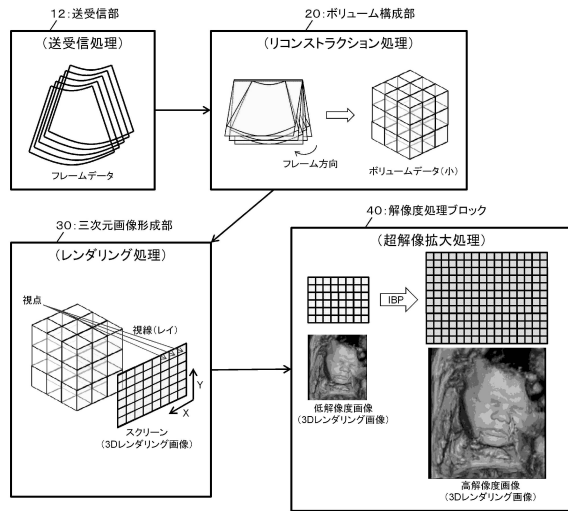 12:送受信部
(送受信処理)
フレームデータ
20:ボリューム構成部
(リコンストラクション処理)
フレーム方向
ボリュームデータ(小)
30:三次元画像形成部
(レンダリング処理)
視点
視線(レイ)
Y
X
スクリーン
(3Dレンダリング画像)
40:解像度処理ブロック
(超解像拡大処理)
IBP
低解像度画像
(3Dレンダリング画像)
高解像度画像
(3Dレンダリング画像)